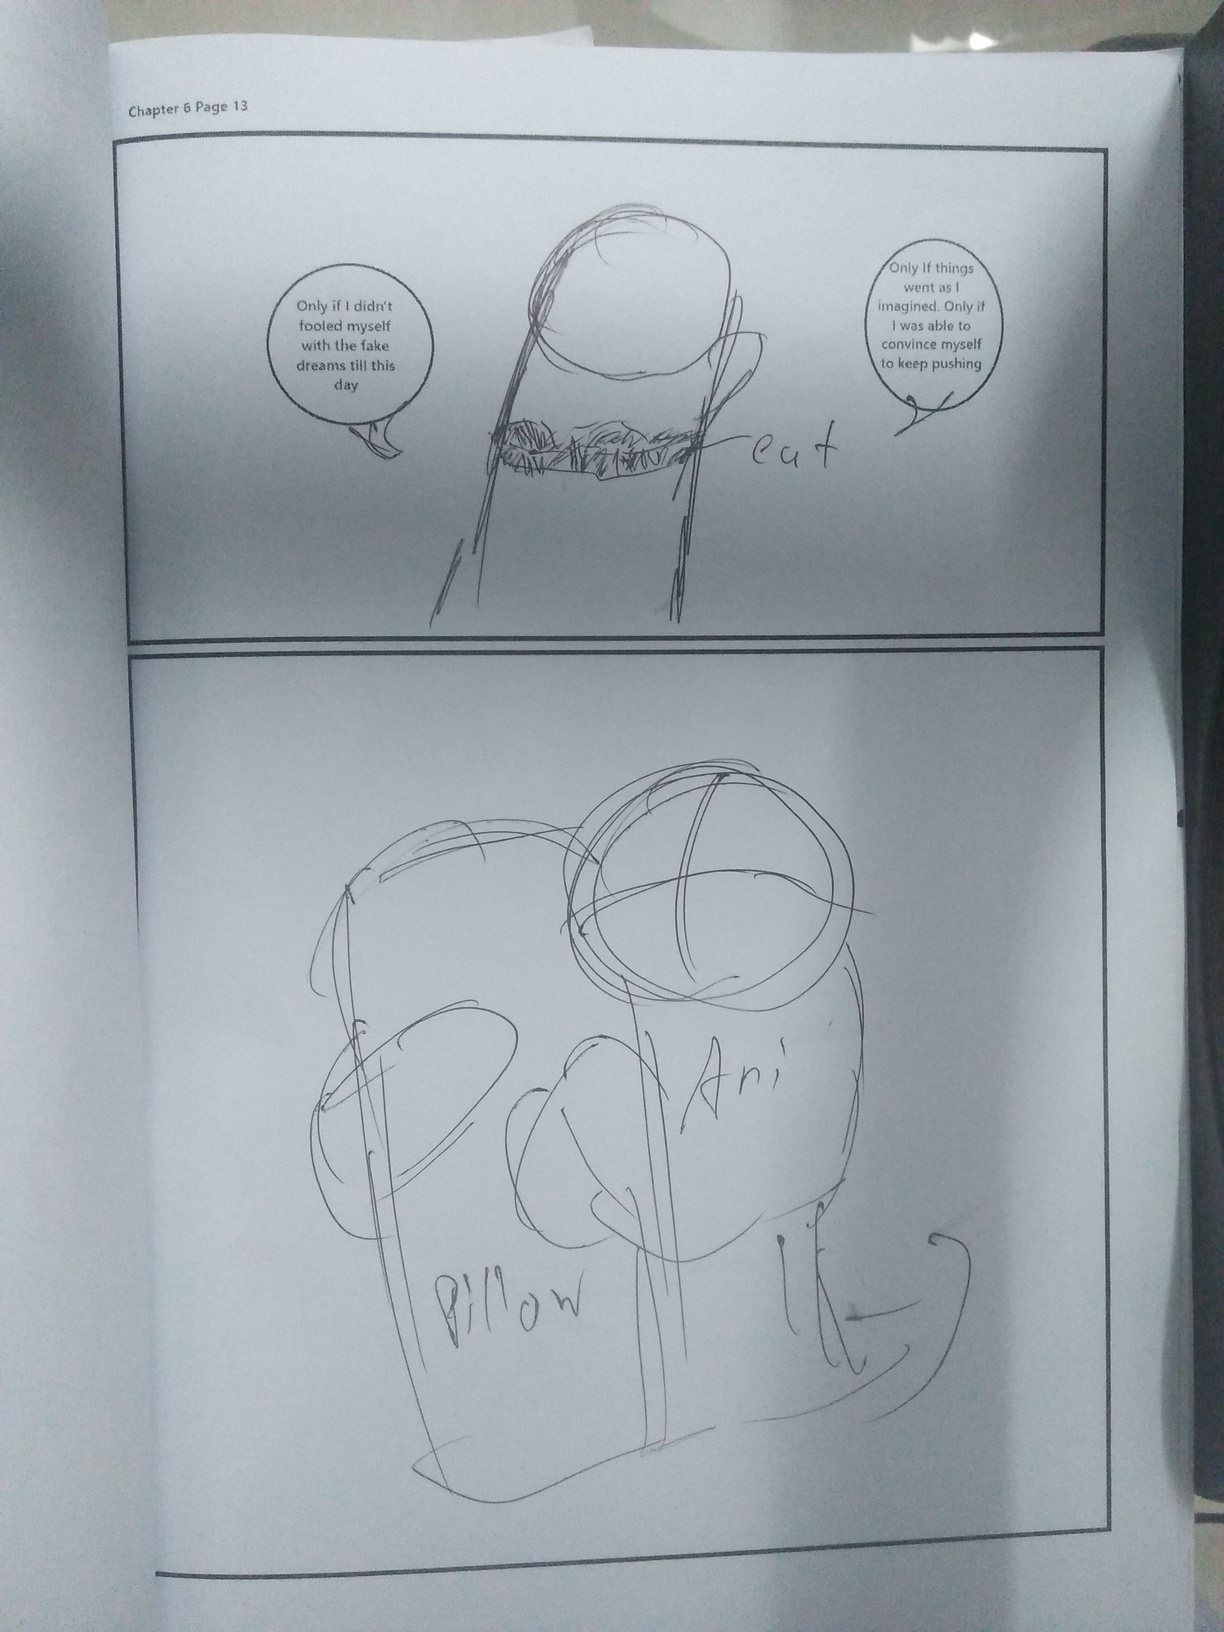 Chapter 6 Page 13
Only if I didn't
fooled myself
with the fake
dreams till this
day
Only If things
went as I
imagined. Only if
I was able to
convince myself
to keep pushing
cut
Ani
Pillow